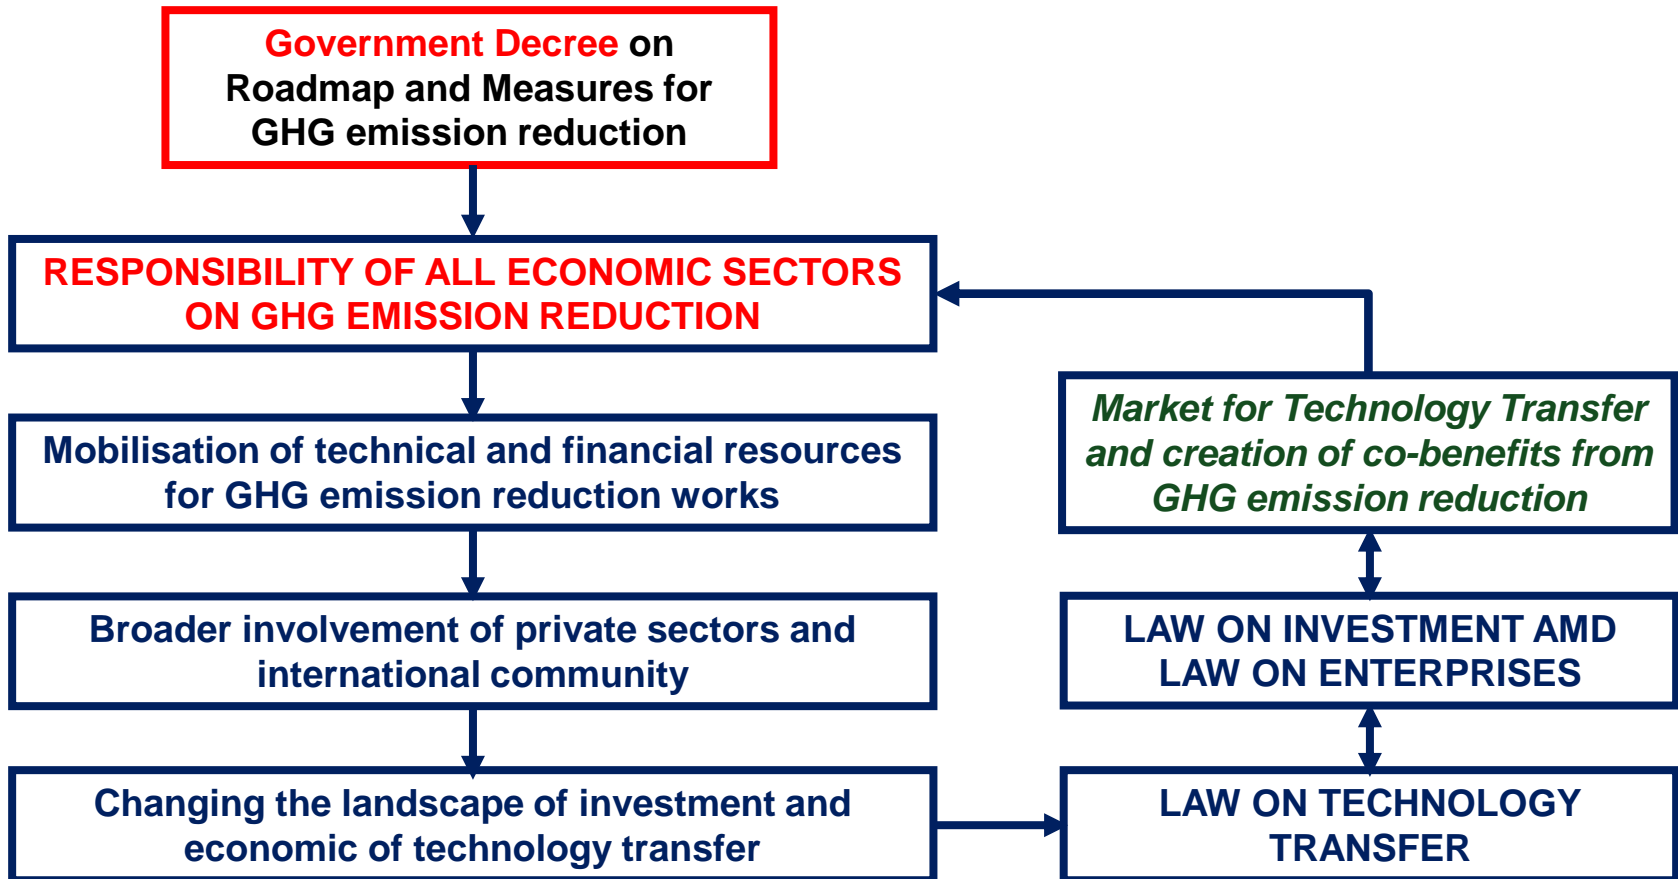 Government Decree on
Roadmap and Measures for
GHG emission reduction
RESPONSIBILITY OF ALL ECONOMIC SECTORS
ON GHG EMISSION REDUCTION
Mobilisation of technical and financial resources
for GHG emission reduction works
Broader involvement of private sectors and
international community
Changing the landscape of investment and
economic of technology transfer
Market for Technology Transfer
and creation of co-benefits from
GHG emission reduction
LAW ON INVESTMENT AMD
LAW ON ENTERPRISES
LAW ON TECHNOLOGY
TRANSFER